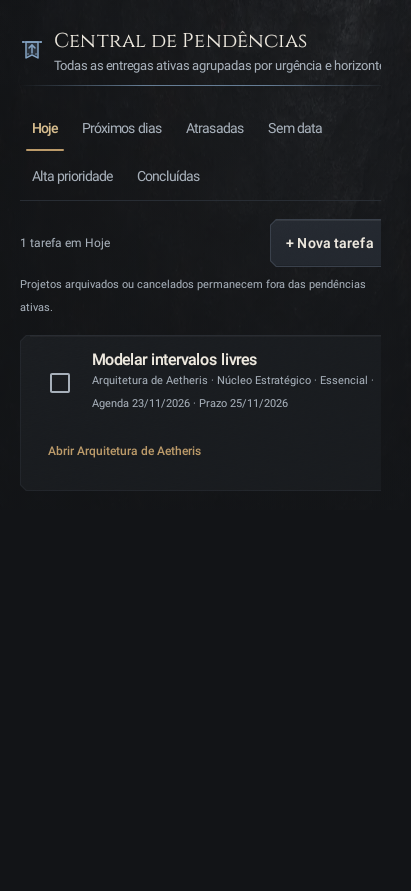 Central de Pendências
Todas as entregas ativas agrupadas por urgência e horizont
Hoje Próximos dias Atrasadas Sem data
Alta prioridade Concluídas
1 tarefa em Hoje
+ Nova tarefa
Projetos arquivados ou cancelados permanecem fora das pendências
ativas.
Modelar intervalos livres
Arquitetura de Aetheris · Núcleo Estratégico · Essencial ·
Agenda 23/11/2026 · Prazo 25/11/2026
Abrir Arquitetura de Aetheris